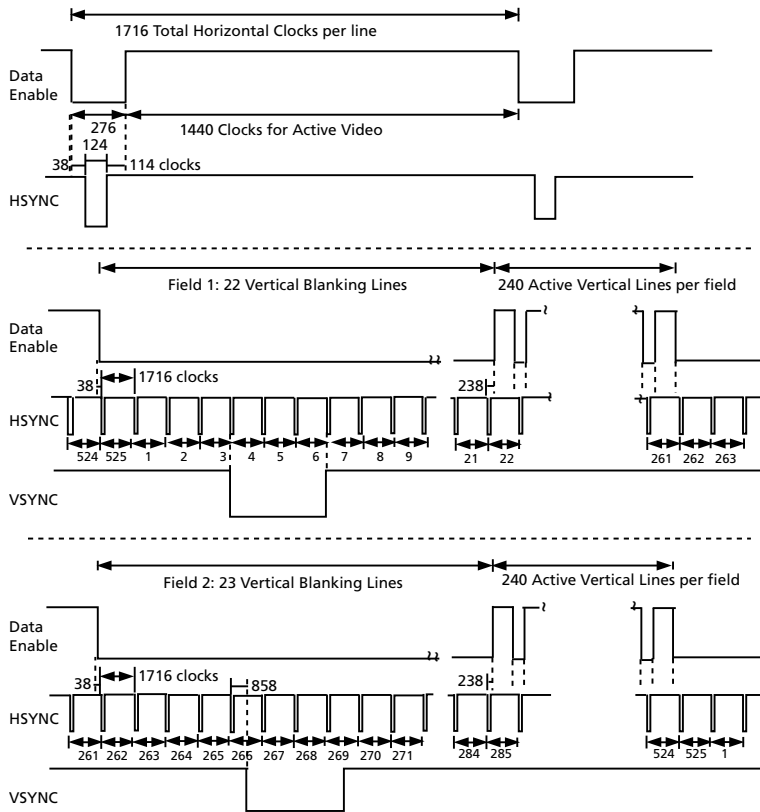 1716 Total Horizontal Clocks per line
Data
Enable
276
1440 Clocks for Active Video
124
38
114 clocks
HSYNC
Field 1: 22 Vertical Blanking Lines
240 Active Vertical Lines per field
Data
Enable
1716 clocks
38
238
HSYNC
524 525 1 2 3 4 5 6 7 8 9 21 22 261 262 263
VSYNC
Field 2: 23 Vertical Blanking Lines
240 Active Vertical Lines per field
Data
Enable
1716 clocks
38
858
238
HSYNC
261 262 263 264 265 266 267 268 269 270 271 284 285 524 525 1
VSYNC